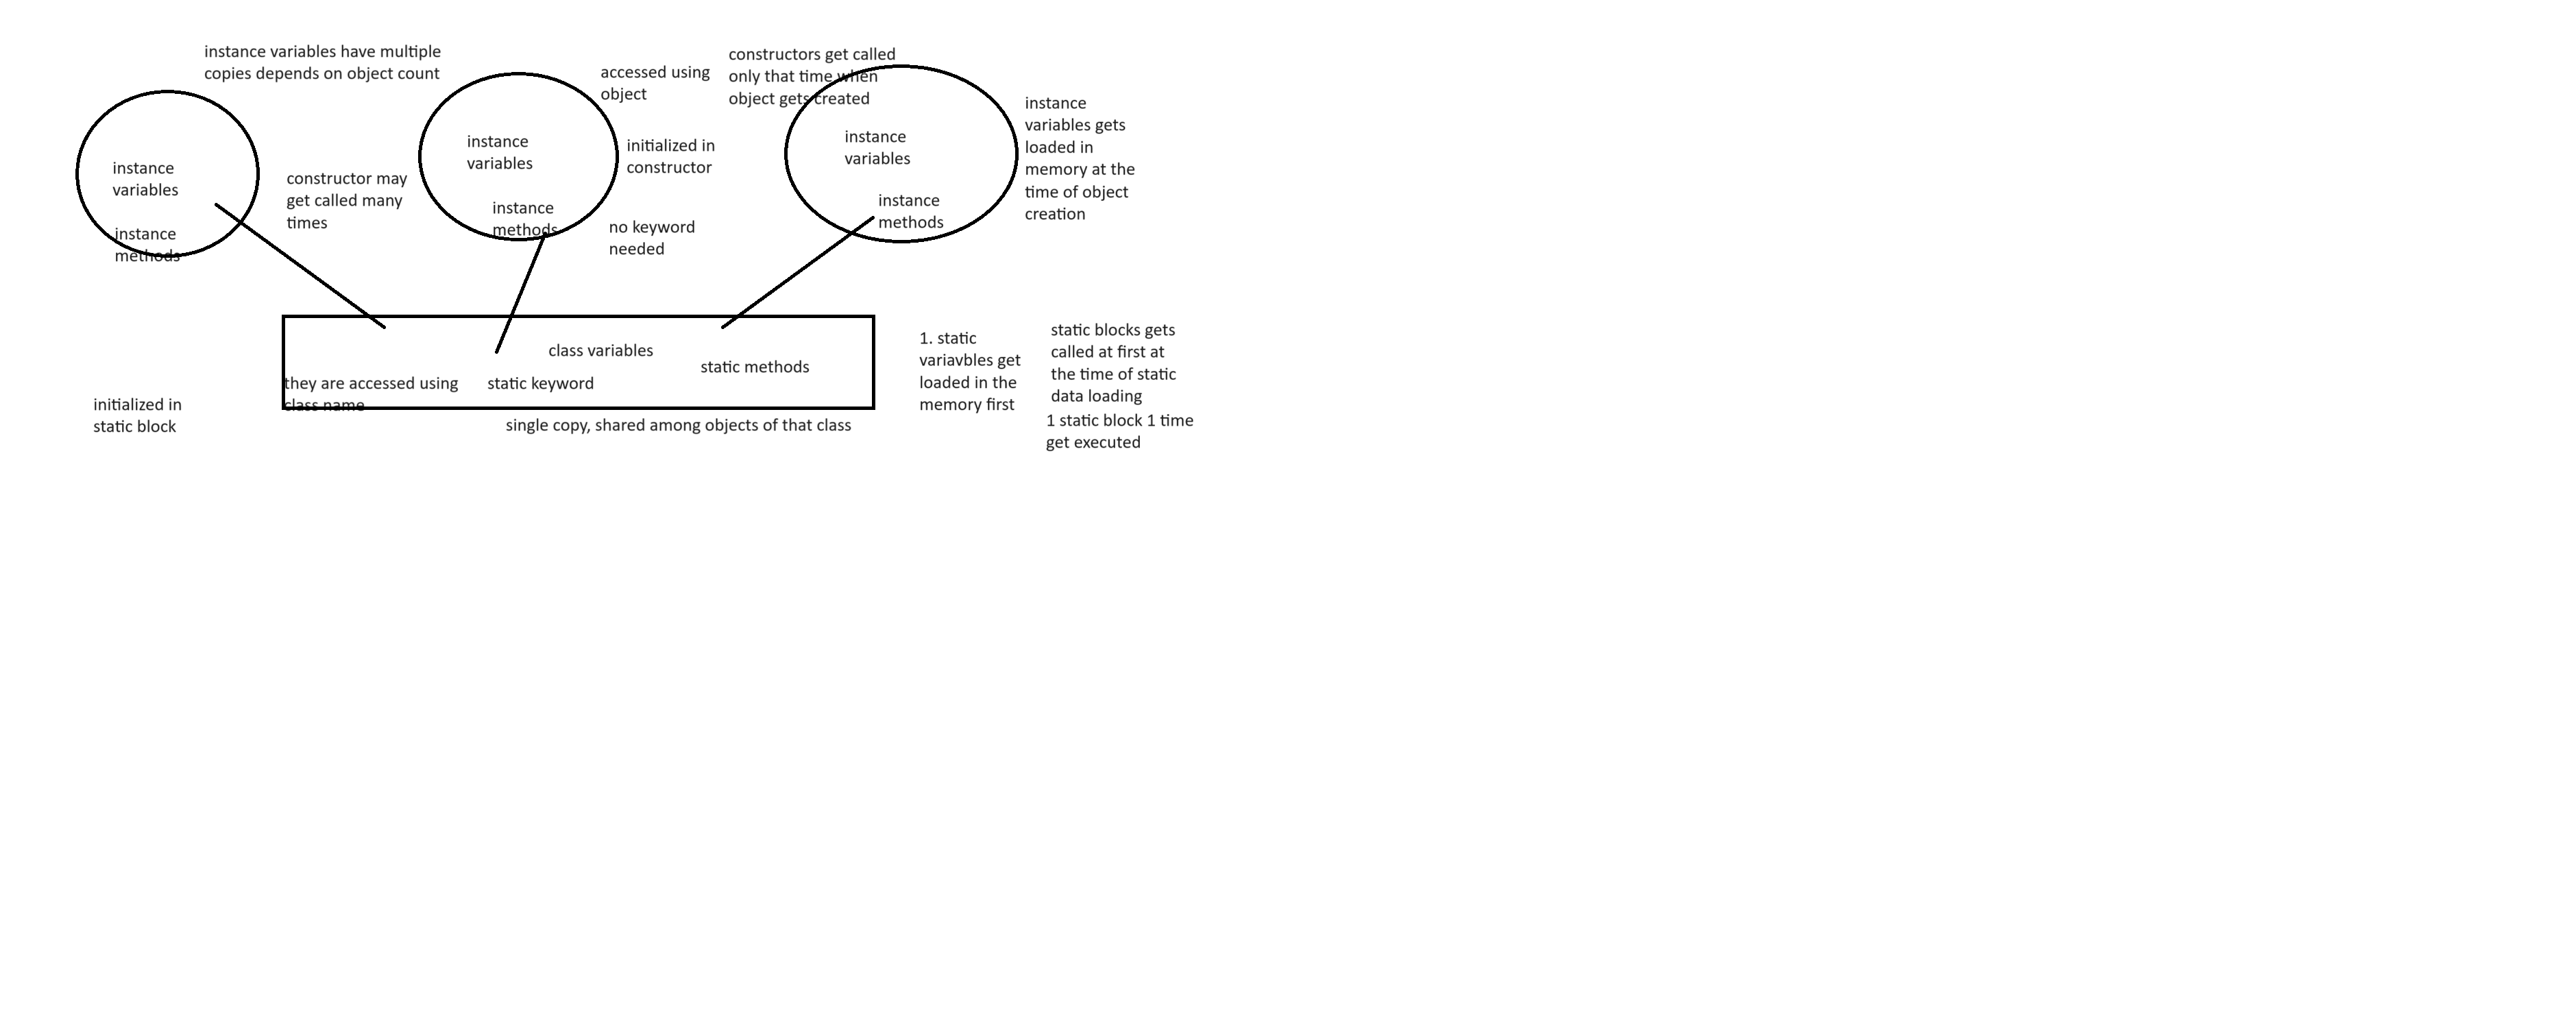 instance variables have multiple
copies depends on object count
accessed using
object
constructors get called
only that time when
object gets created
instance
variables gets
loaded in
memory at the
time of object
creation
instance
variables
instance
methods
constructor may
get called many
times
instance
variables
instance
methods
initialized in
constructor
no keyword
needed
instance
variables
instance
methods
class variables
static methods
they are accessed using
class name
static keyword
single copy, shared among objects of that class
initialized in
static block
1. static
variavbles get
loaded in the
memory first
static blocks gets
called at first at
the time of static
data loading
1 static block 1 time
get executed